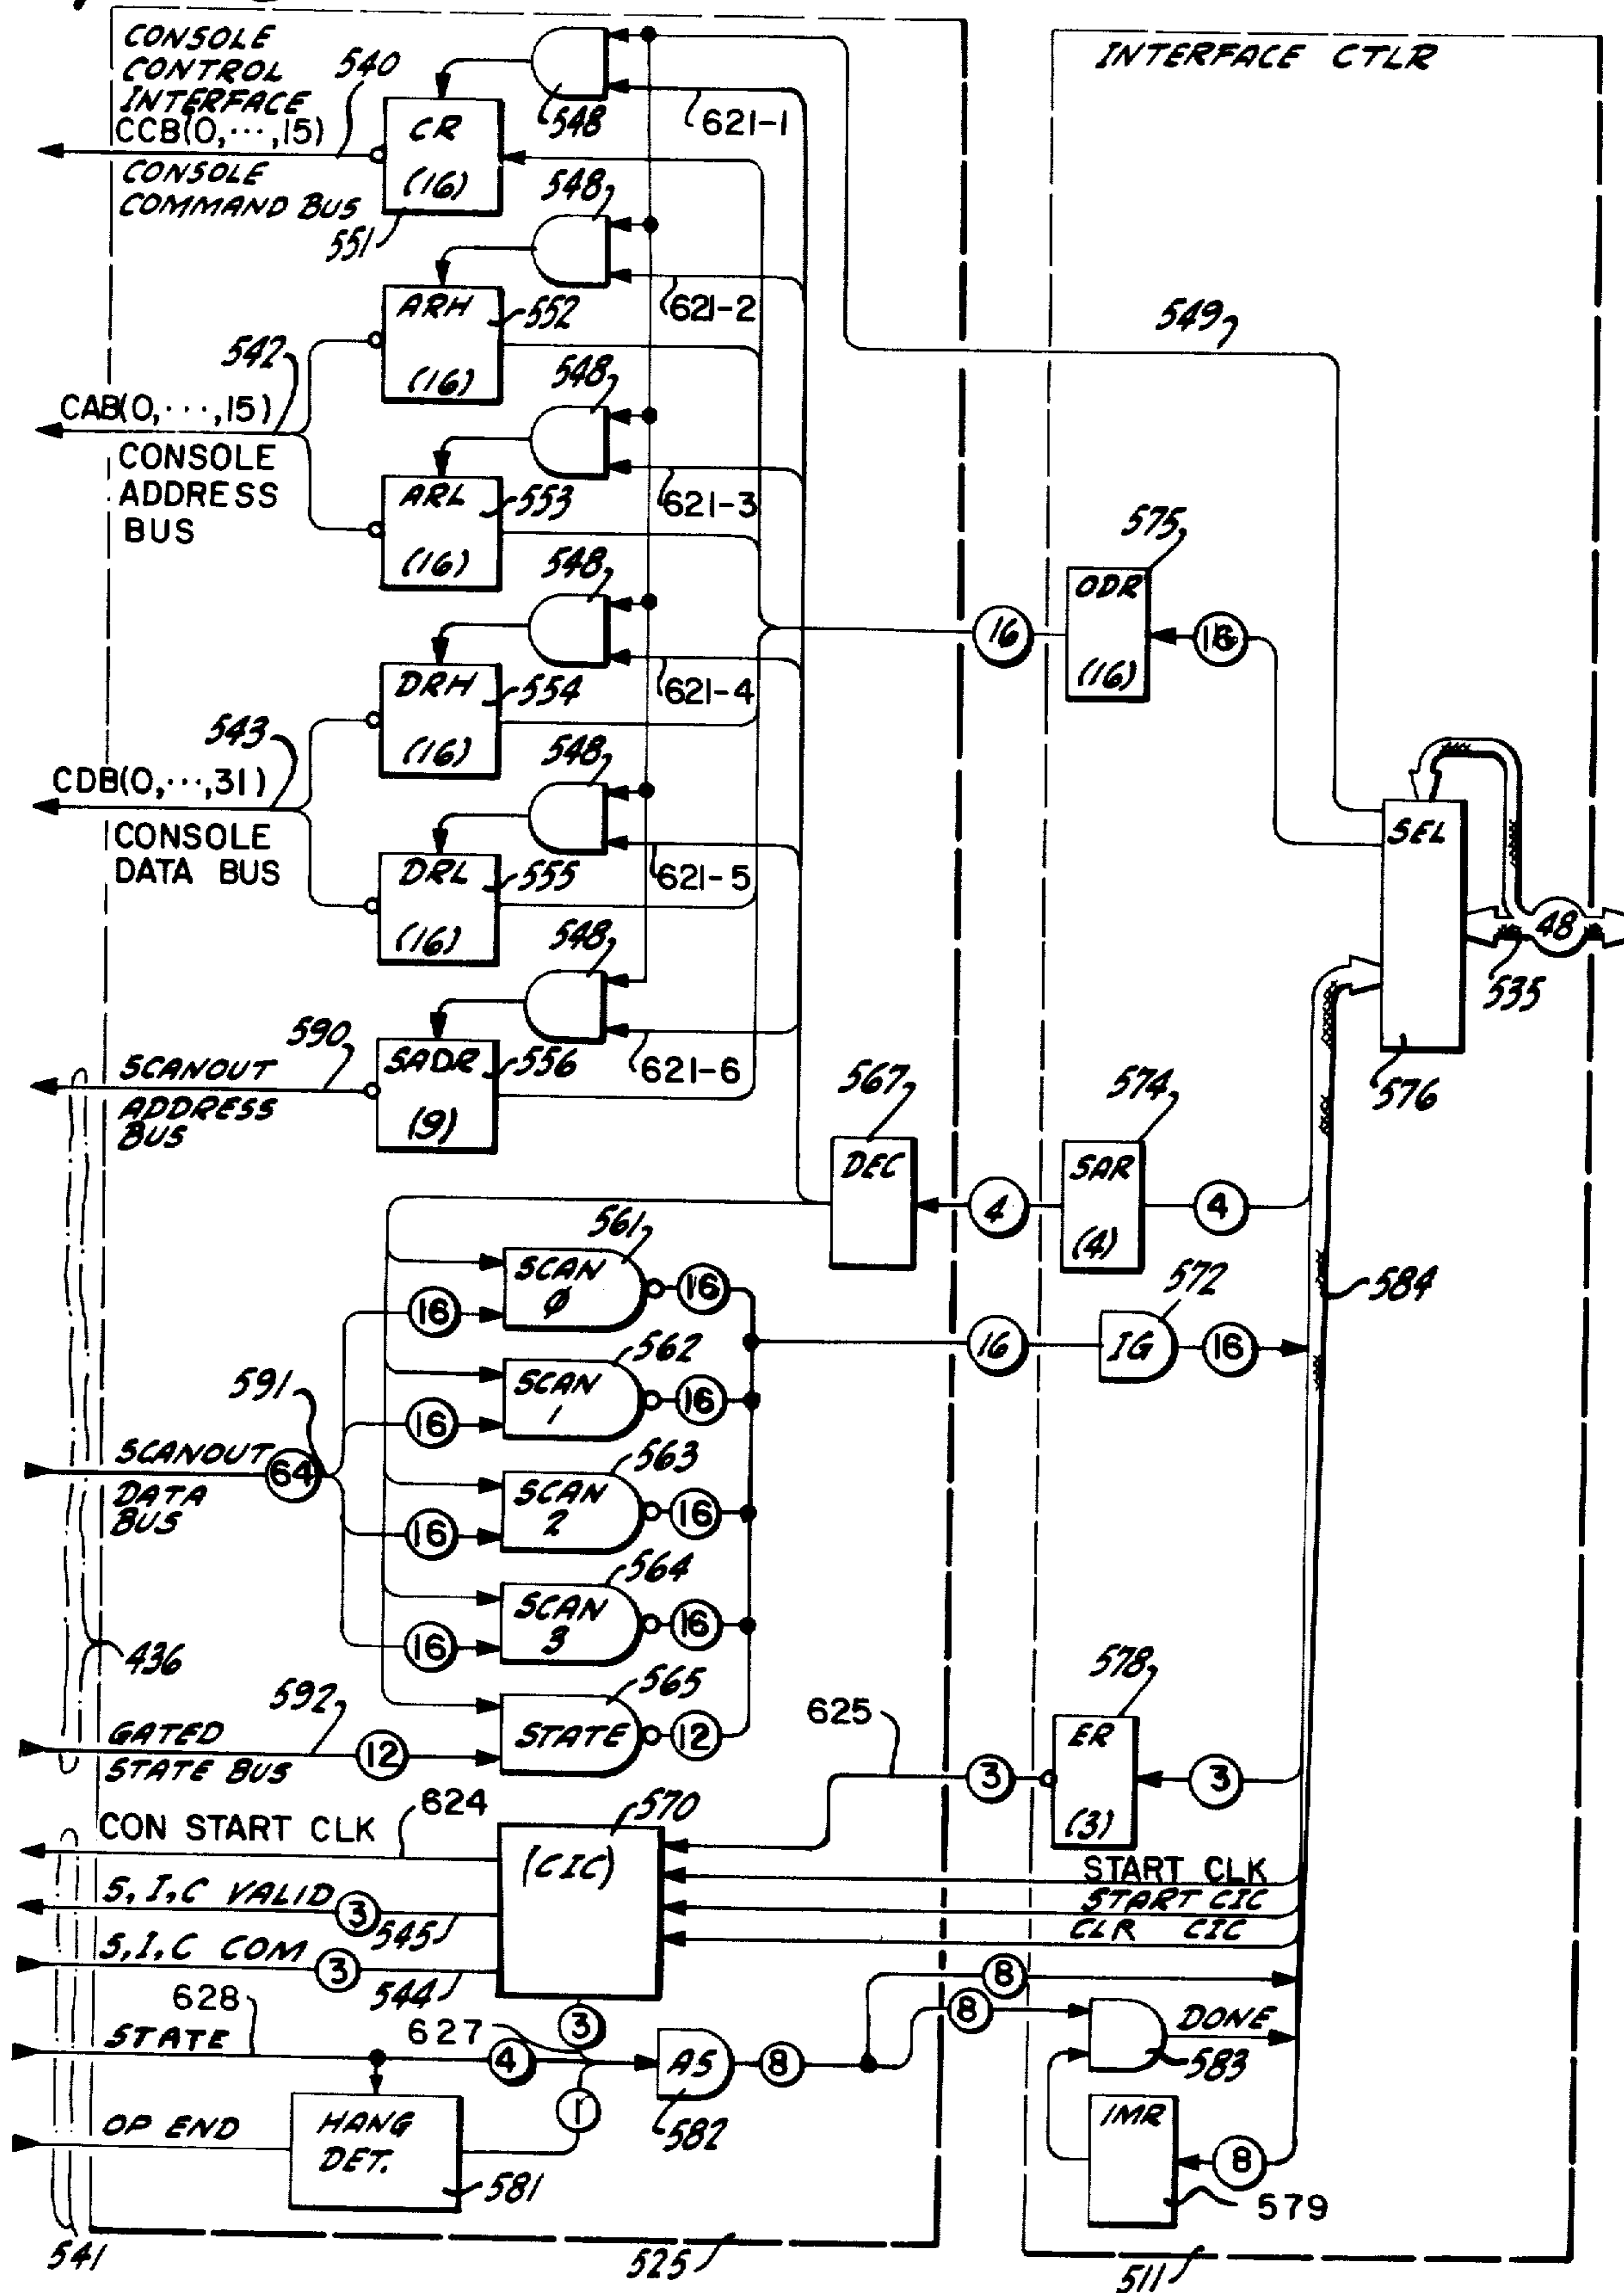 CONSOLE
CONTROL
INTERFACE
540
CCB(0,···,15)
CONSOLE
COMMAND BUS
551
CR
(16)
548
621-1
INTERFACE CTLR
548
621-2
ARH
(16)
552
549
542
CAB(0,···,15)
CONSOLE
ADDRESS
BUS
548
621-3
ARL
(16)
553
575
ODR
(16)
16
16
548
621-4
DRH
(16)
554
543
CDB(0,···,31)
CONSOLE
DATA BUS
548
621-5
DRL
(16)
555
SEL
48
535
576
548
621-6
590
SCANOUT
ADDRESS
BUS
SADR
(9)
556
567
DEC
4
574
SAR
(4)
4
561
SCAN
Ø
16
16
572
IG
16
16
584
562
SCAN
1
16
16
591
SCANOUT
64
DATA
BUS
563
SCAN
2
16
16
564
SCAN
3
16
16
436
565
STATE
12
592
GATED
12
STATE BUS
625
578
ER
(3)
3
3
624
CON START CLK
570
(CIC)
START CLK
START CIC
CLR CIC
S,I,C VALID
3
545
S,I,C COM
3
544
628
STATE
627
3
4
1
AS
582
8
8
8
DONE
583
OP END
HANG
DET.
581
IMR
8
579
541
525
511